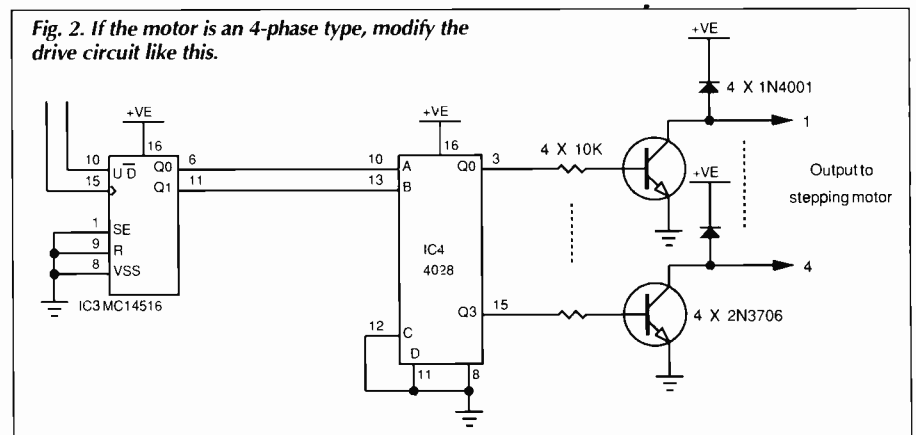 Fig. 2. If the motor is an 4-phase type, modify the
drive circuit like this.
+VE
4 X 1N4001
+VE
+VE
1
16
16
10
U D̅
Q0
6
10
A
Q0
3
4 X 10K
15
Q1
11
13
B
+VE
Output to
stepping motor
1
SE
9
R
IC4
4028
8
VSS
4
IC3 MC14516
Q3
15
12
C
4 X 2N3706
D
11
8